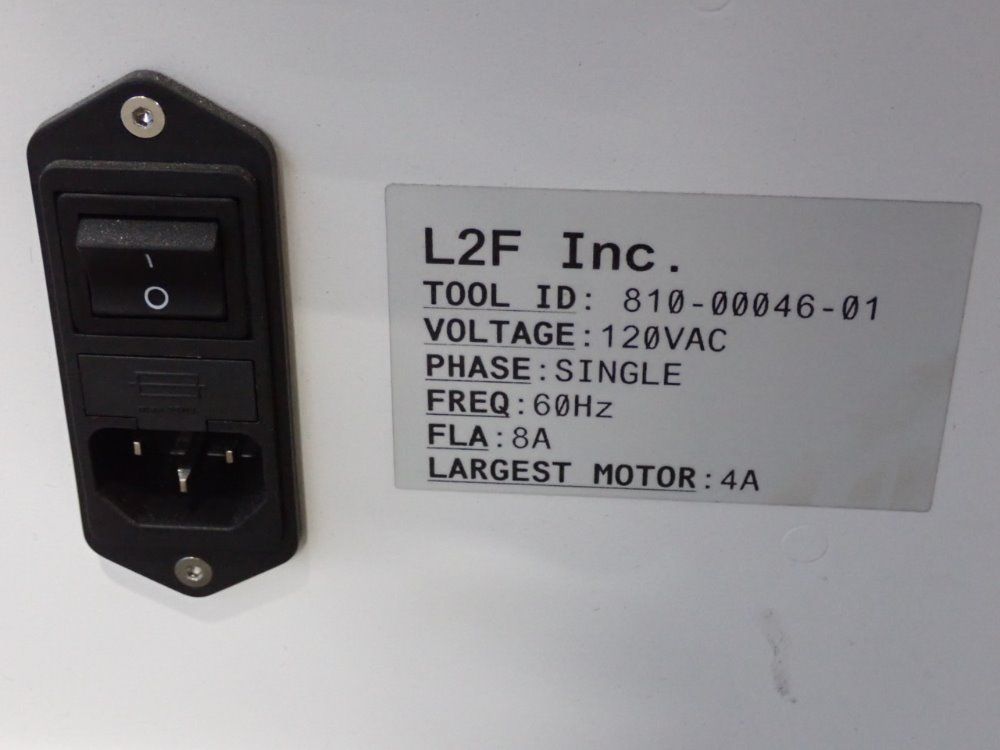 L2F Inc.
TOOL ID: 810-00046-01
VOLTAGE:120VAC
PHASE:SINGLE
FREQ:60Hz
FLA:8A
LARGEST MOTOR:4A
I
O